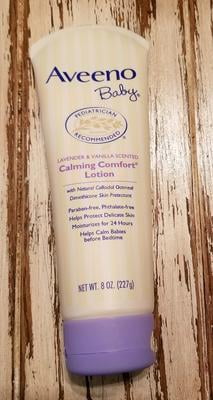 Aveeno®
Baby®
PEDIATRICIAN
RECOMMENDED
LAVENDER & VANILLA SCENTED
Calming Comfort®
Lotion
with Natural Colloidal Oatmeal
Dimethicone Skin Protectant
Paraben-free, Phthalate-free
Helps Protect Delicate Skin
Moisturizes for 24 Hours
Helps Calm Babies
before Bedtime
NET WT. 8 OZ. (227g)